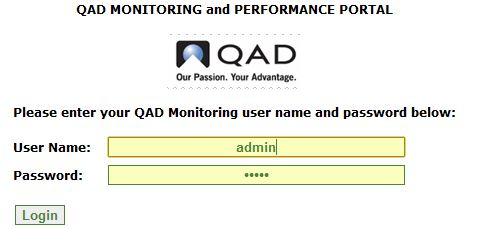 QAD MONITORING and PERFORMANCE PORTAL
QAD
Our Passion. Your Advantage.
Please enter your QAD Monitoring user name and password below:
User Name: admin
Password: •••••
Login